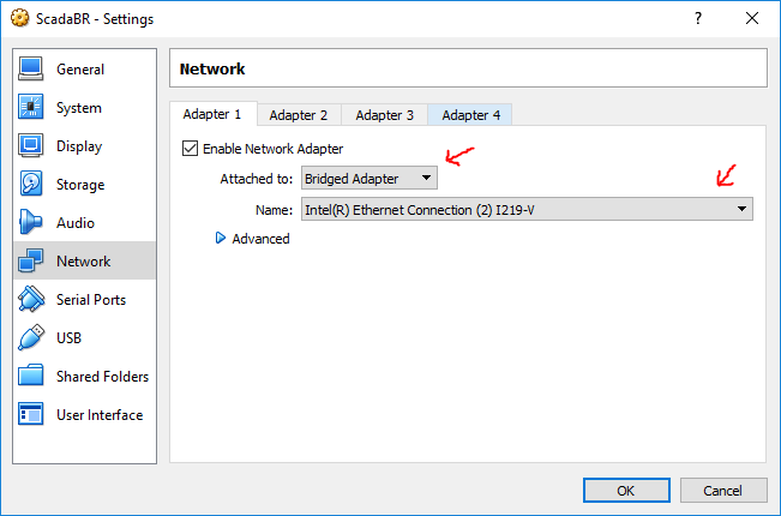 ScadaBR - Settings
?
General
System
Display
Storage
Audio
Network
Serial Ports
USB
Shared Folders
User Interface
Network
Adapter 1 Adapter 2 Adapter 3 Adapter 4
Enable Network Adapter
Attached to: Bridged Adapter
Name: Intel(R) Ethernet Connection (2) I219-V
Advanced
OK Cancel